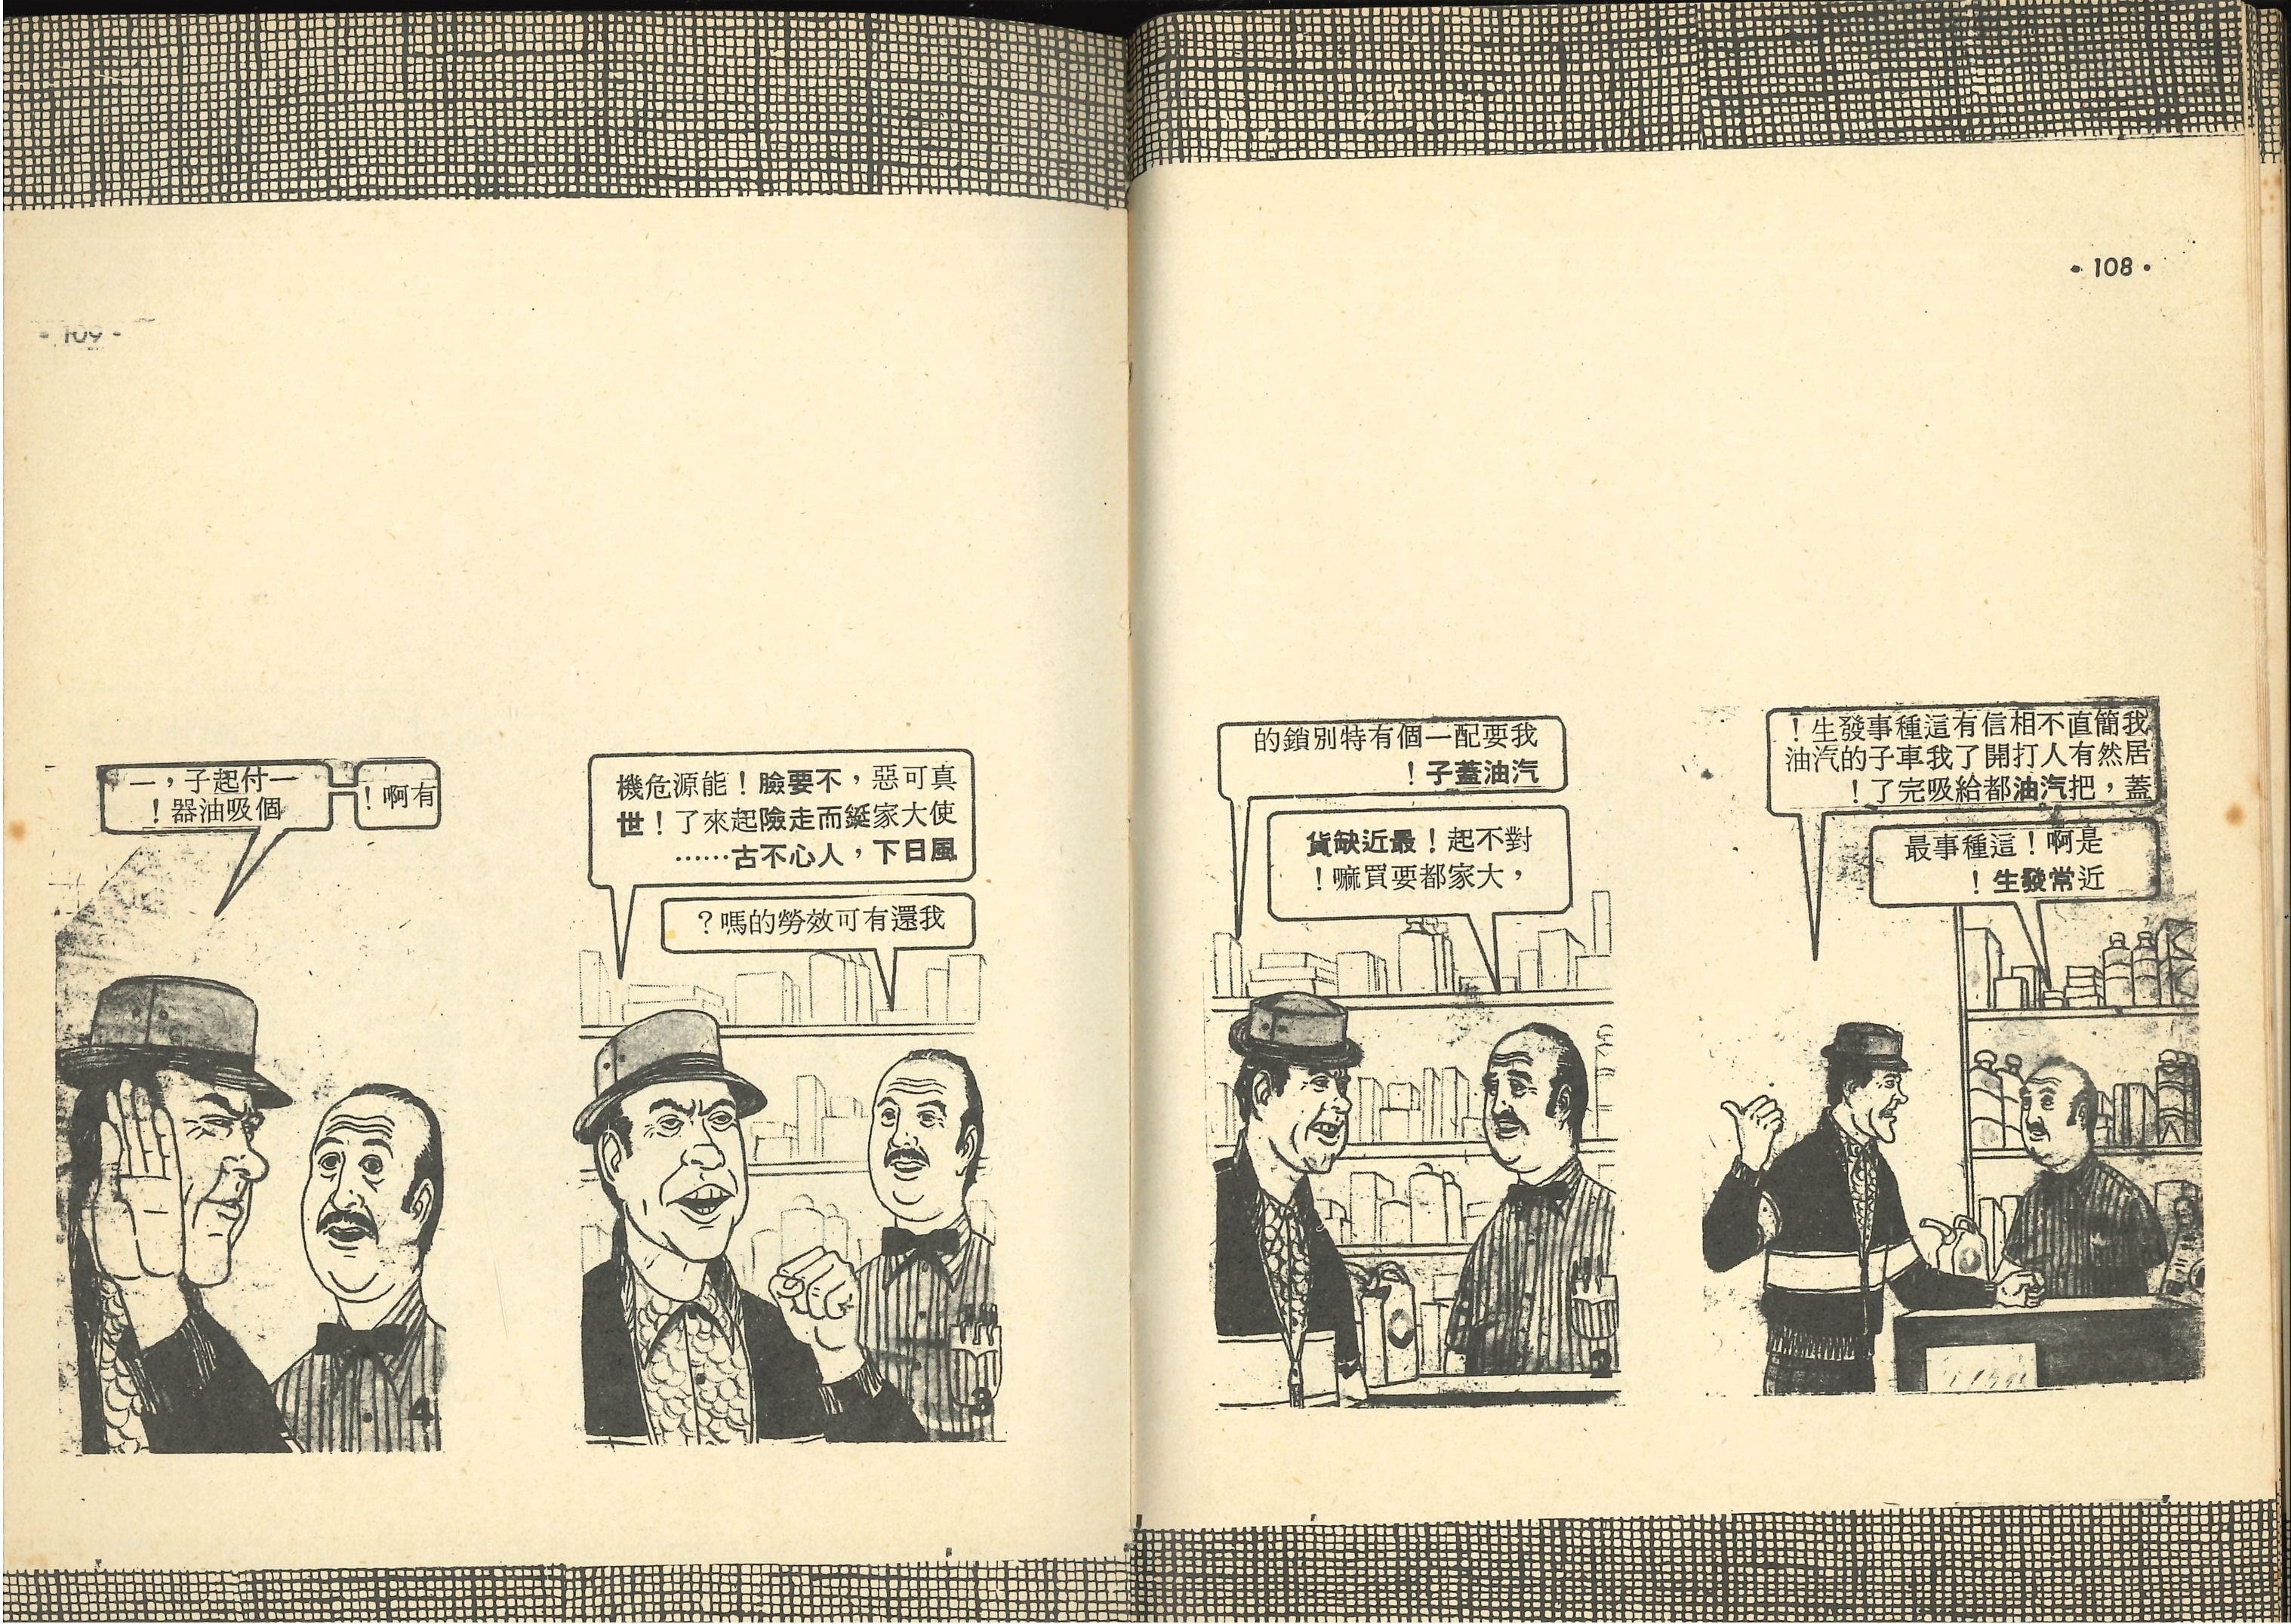 • 108 •
我簡直不相信有這種事發生！
居然有人打開了我車子的汽油
蓋，把汽油都給吸完了！
是啊！這種事最
近常發生！
我要配一個有特別鎖的
汽油蓋子！
對不起！最近缺貨
，大家都要買嘛！
2
- 109 -
真可惡，不要臉！能源危機
使大家鋌而走險起來了！世
風日下，人心不古……
我還有可效勞的嗎？
3
有啊！
一付起子，一
個吸油器！
4